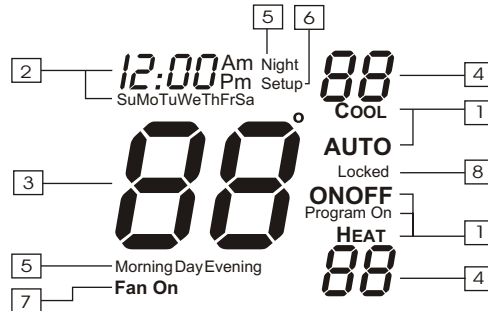 5 6
2 12:00 Am Pm Night Setup 88 4
SuMoTuWeThFrSa COOL 1
AUTO
3 88° Locked 8
ONOFF
Program On
HEAT 1
5 Morning Day Evening 88 4
7 Fan On